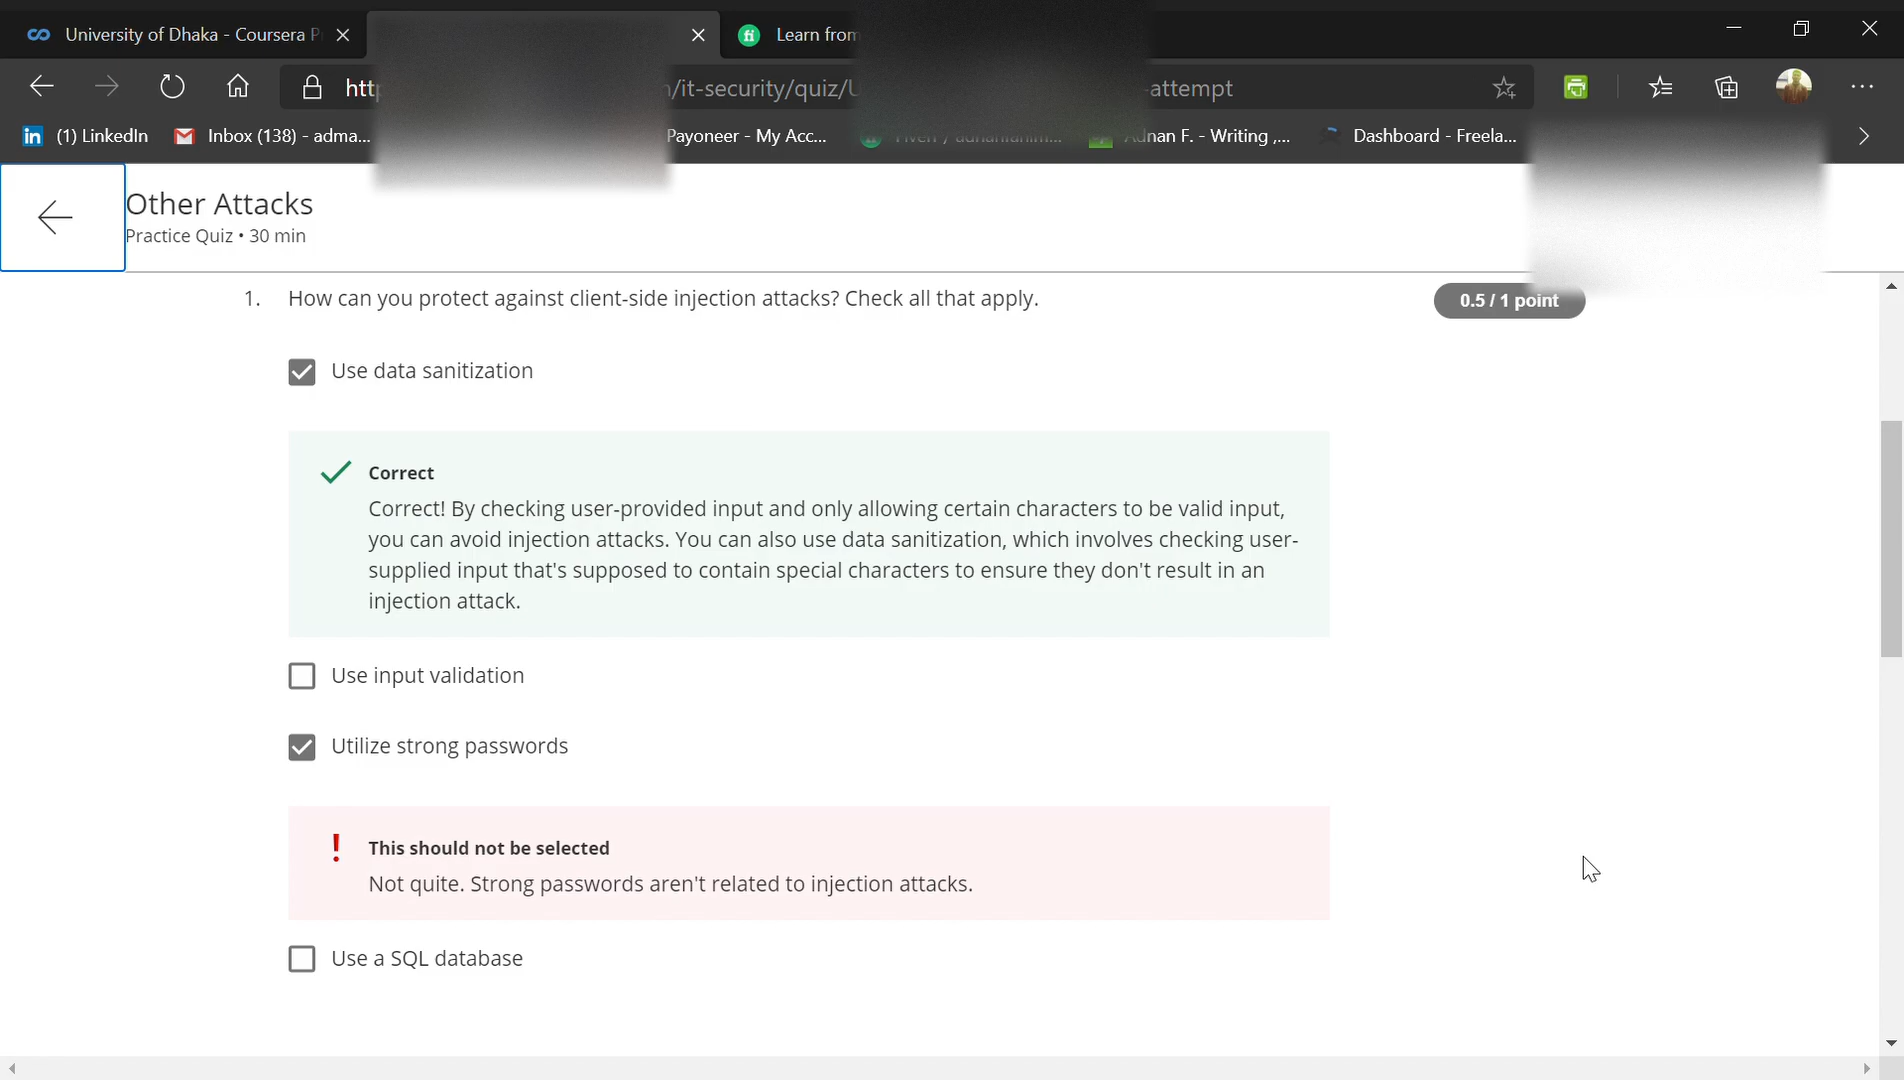 University of Dhaka - Coursera P
Learn from
htt
/it-security/quiz/U
-attempt
(1) LinkedIn
Inbox (138) - adma...
Payoneer - My Acc...
Adnan F. - Writing ,...
Dashboard - Freela...
Other Attacks
Practice Quiz • 30 min
1. How can you protect against client-side injection attacks? Check all that apply.
0.5 / 1 point
Use data sanitization
Correct
Correct! By checking user-provided input and only allowing certain characters to be valid input,
you can avoid injection attacks. You can also use data sanitization, which involves checking user-
supplied input that's supposed to contain special characters to ensure they don't result in an
injection attack.
Use input validation
Utilize strong passwords
This should not be selected
Not quite. Strong passwords aren't related to injection attacks.
Use a SQL database